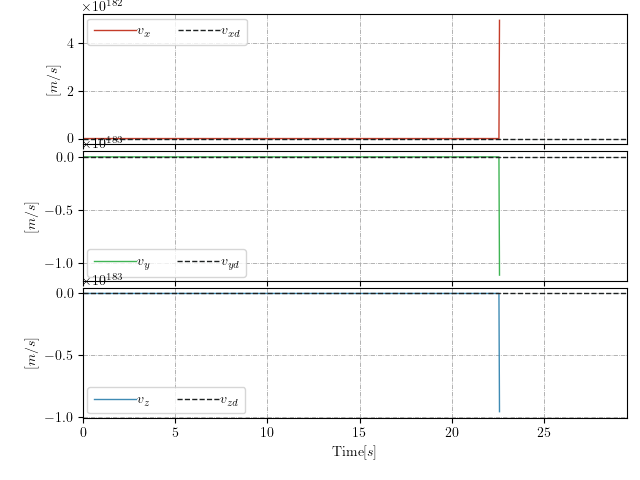 ×10^182
4
2
0
[m/s]
v_x v_xd
×10^183
0.0
−0.5
−1.0
[m/s]
v_y v_yd
×10^183
0.0
−0.5
−1.0
[m/s]
v_z v_zd
0 5 10 15 20 25
Time[s]